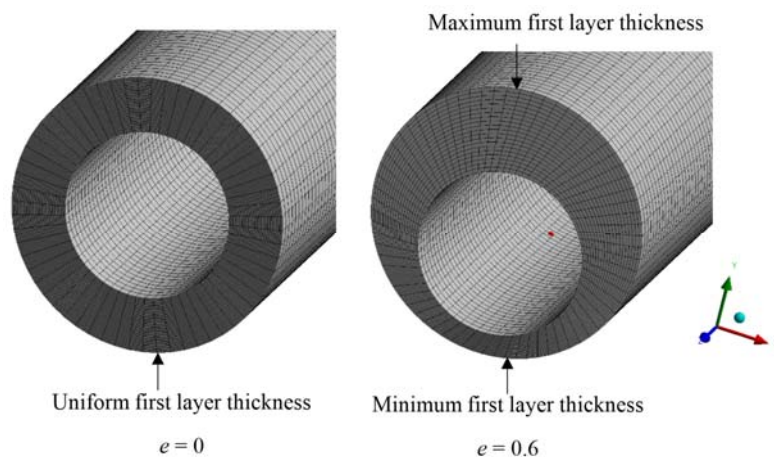 Maximum first layer thickness
Uniform first layer thickness
Minimum first layer thickness
e = 0
e = 0.6